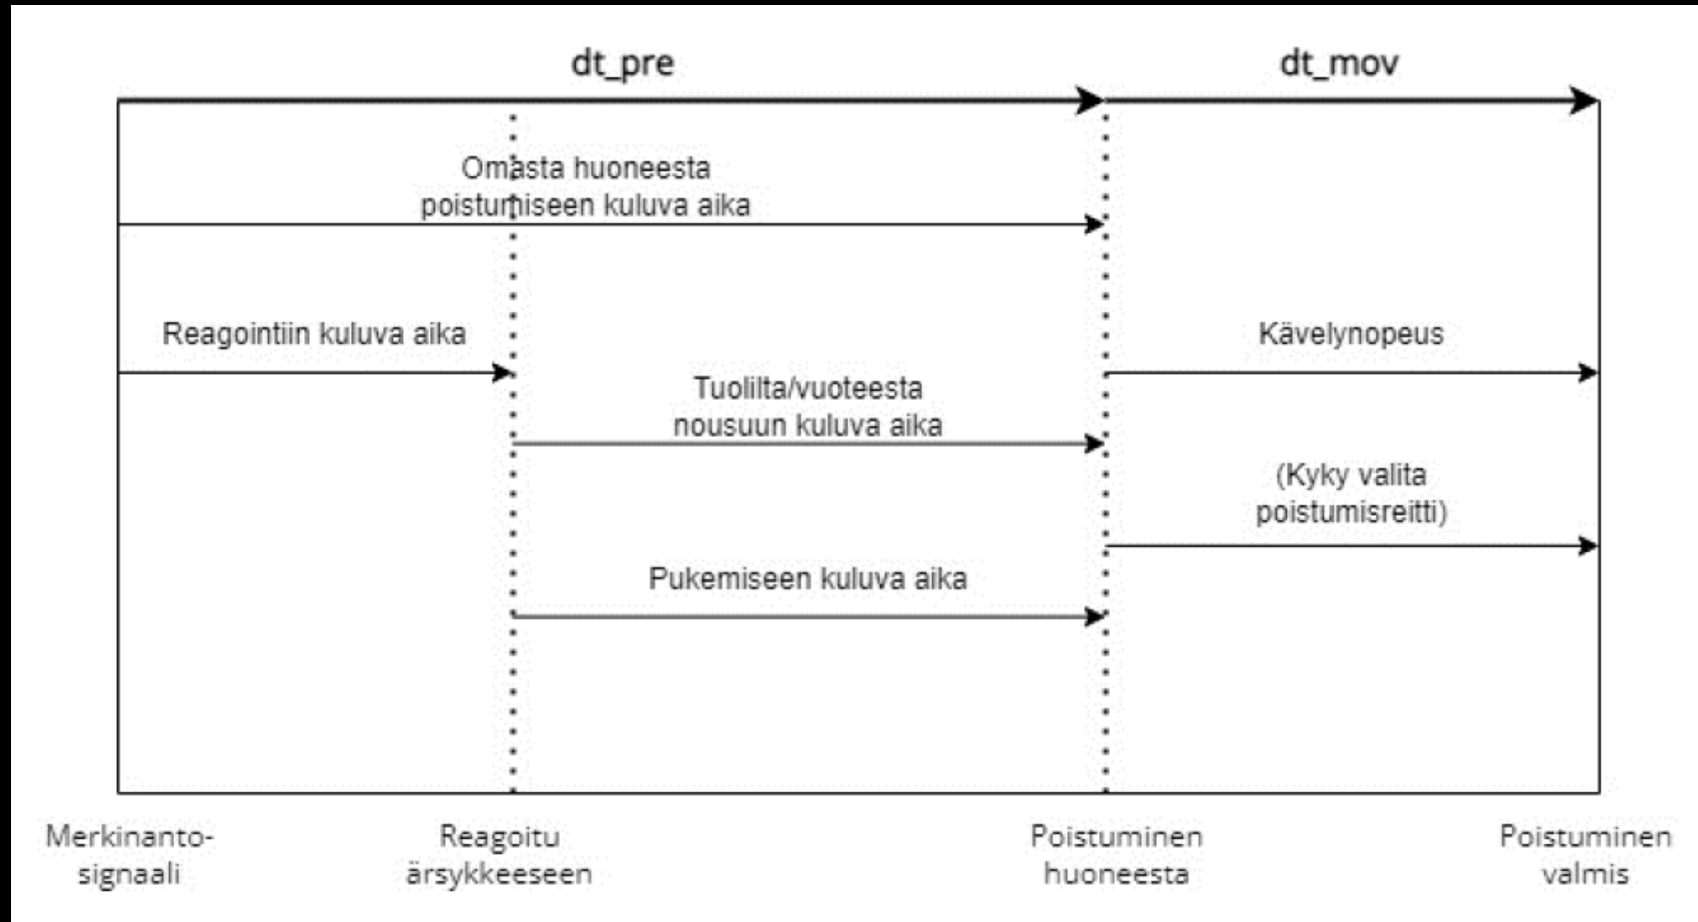 dt_pre
dt_mov
Omasta huoneesta
poistumiseen kuluva aika
Reagointiin kuluva aika
Kävelynopeus
Tuolilta/vuoteesta
nousuun kuluva aika
(Kyky valita
poistumisreitti)
Pukemiseen kuluva aika
Merkinanto-
signaali
Reagoitu
ärsykkeeseen
Poistuminen
huoneesta
Poistuminen
valmis